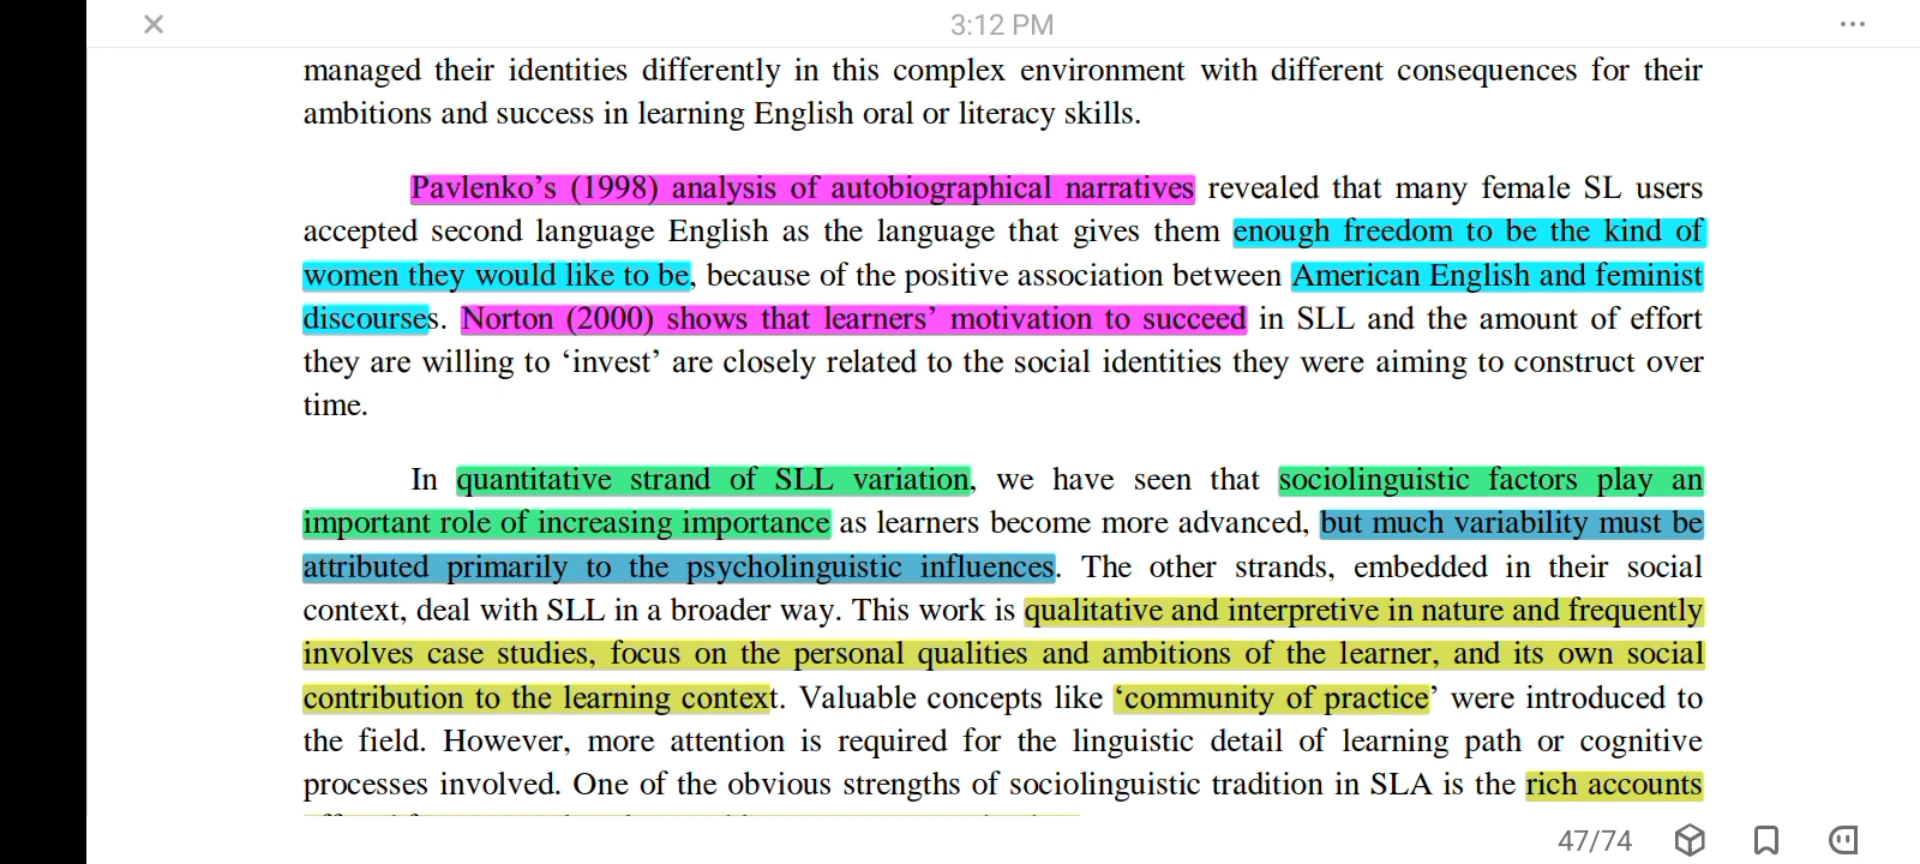 3:12 PM
managed their identities differently in this complex environment with different consequences for their
ambitions and success in learning English oral or literacy skills.
Pavlenko’s (1998) analysis of autobiographical narratives revealed that many female SL users
accepted second language English as the language that gives them enough freedom to be the kind of
women they would like to be, because of the positive association between American English and feminist
discourses. Norton (2000) shows that learners’ motivation to succeed in SLL and the amount of effort
they are willing to ‘invest’ are closely related to the social identities they were aiming to construct over
time.
In quantitative strand of SLL variation, we have seen that sociolinguistic factors play an
important role of increasing importance as learners become more advanced, but much variability must be
attributed primarily to the psycholinguistic influences. The other strands, embedded in their social
context, deal with SLL in a broader way. This work is qualitative and interpretive in nature and frequently
involves case studies, focus on the personal qualities and ambitions of the learner, and its own social
contribution to the learning context. Valuable concepts like ‘community of practice’ were introduced to
the field. However, more attention is required for the linguistic detail of learning path or cognitive
processes involved. One of the obvious strengths of sociolinguistic tradition in SLA is the rich accounts
47/74